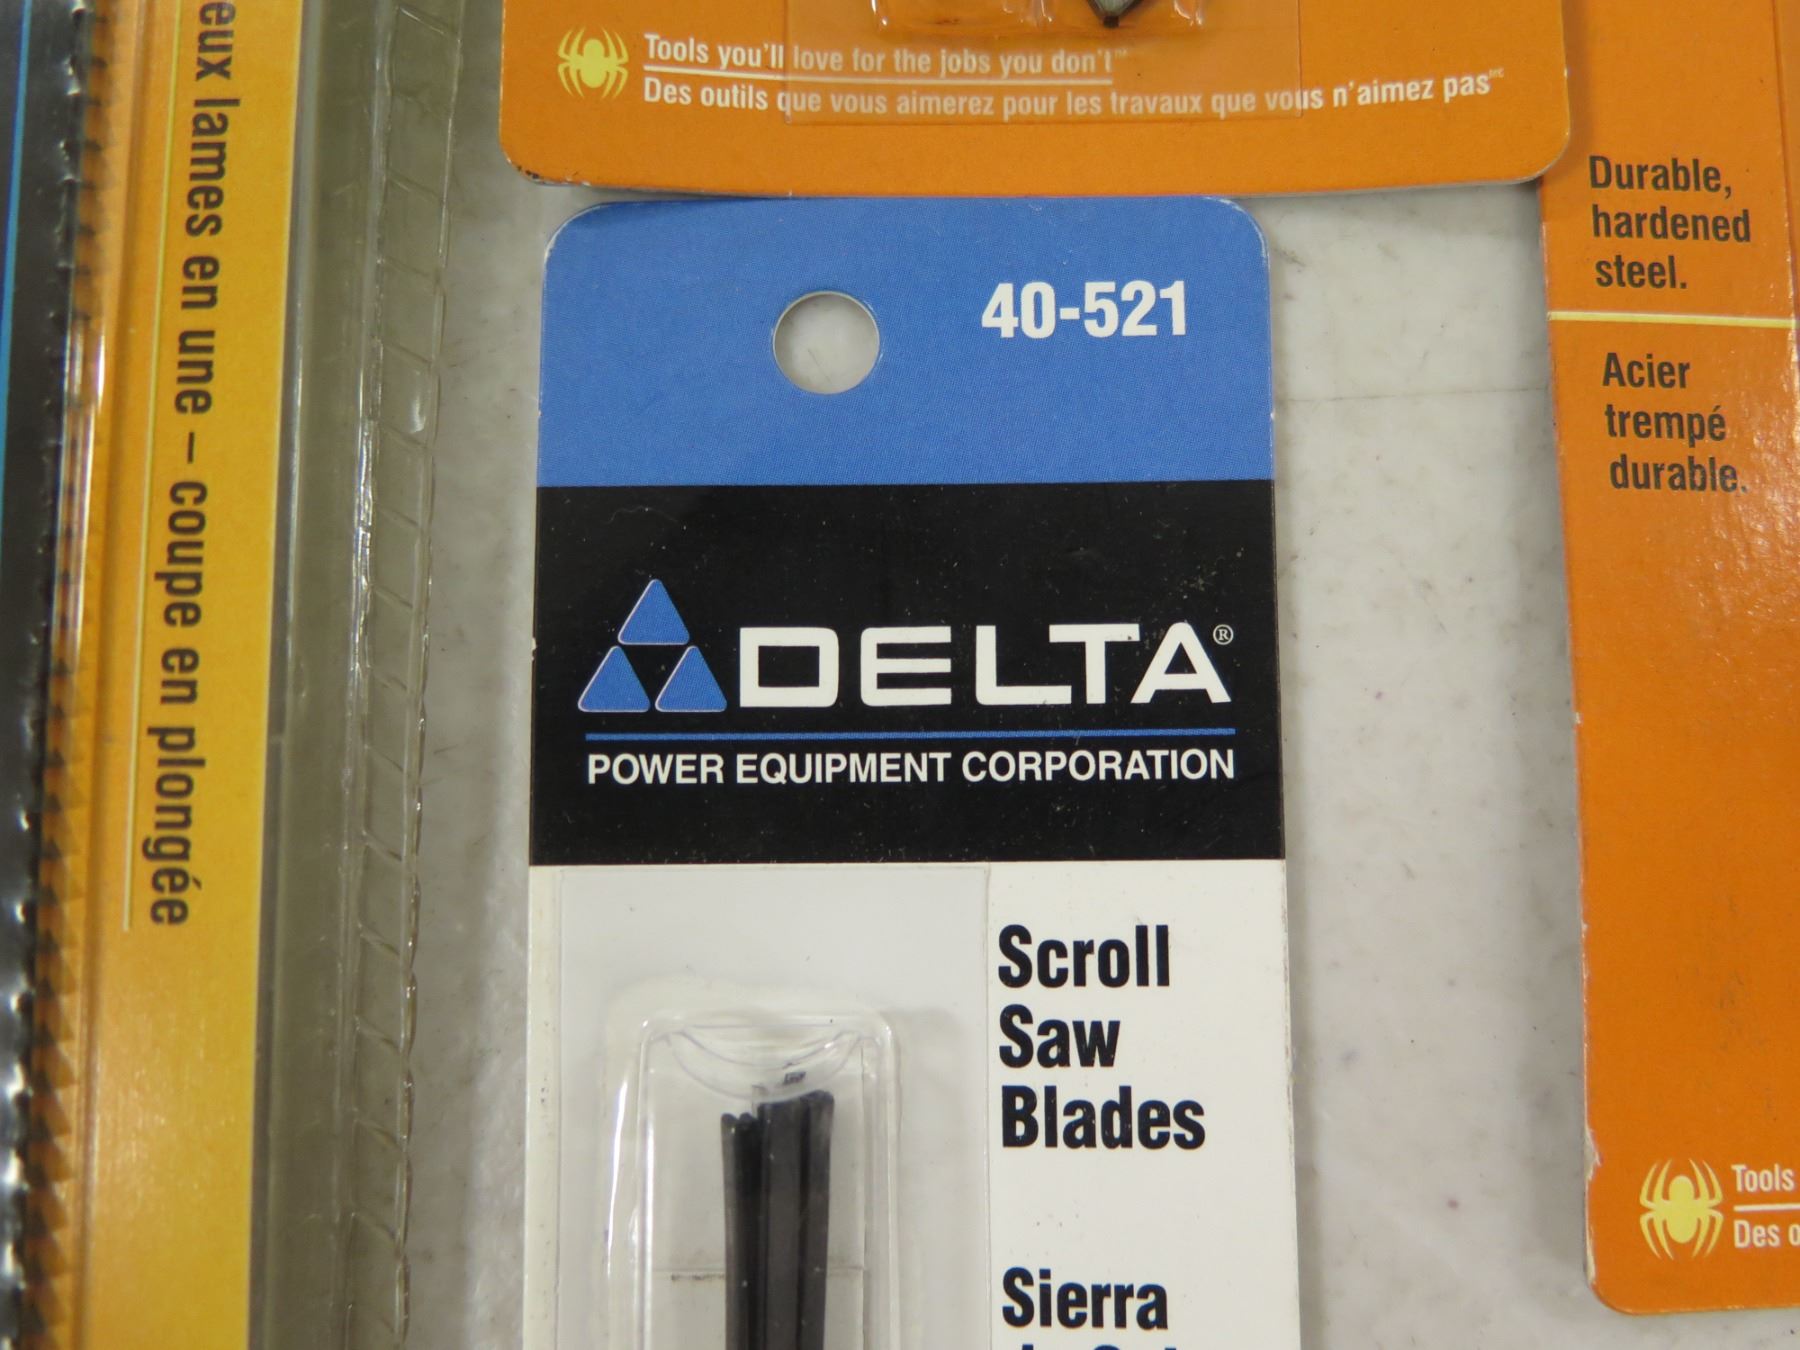 eux lames en une – coupe en plongée
Tools you'll love for the jobs you don't™
Des outils que vous aimerez pour les travaux que vous n'aimez pas
40-521
DELTA®
POWER EQUIPMENT CORPORATION
Scroll
Saw
Blades
Sierra
Durable,
hardened
steel.
Acier
trempé
durable.
Tools
Des o